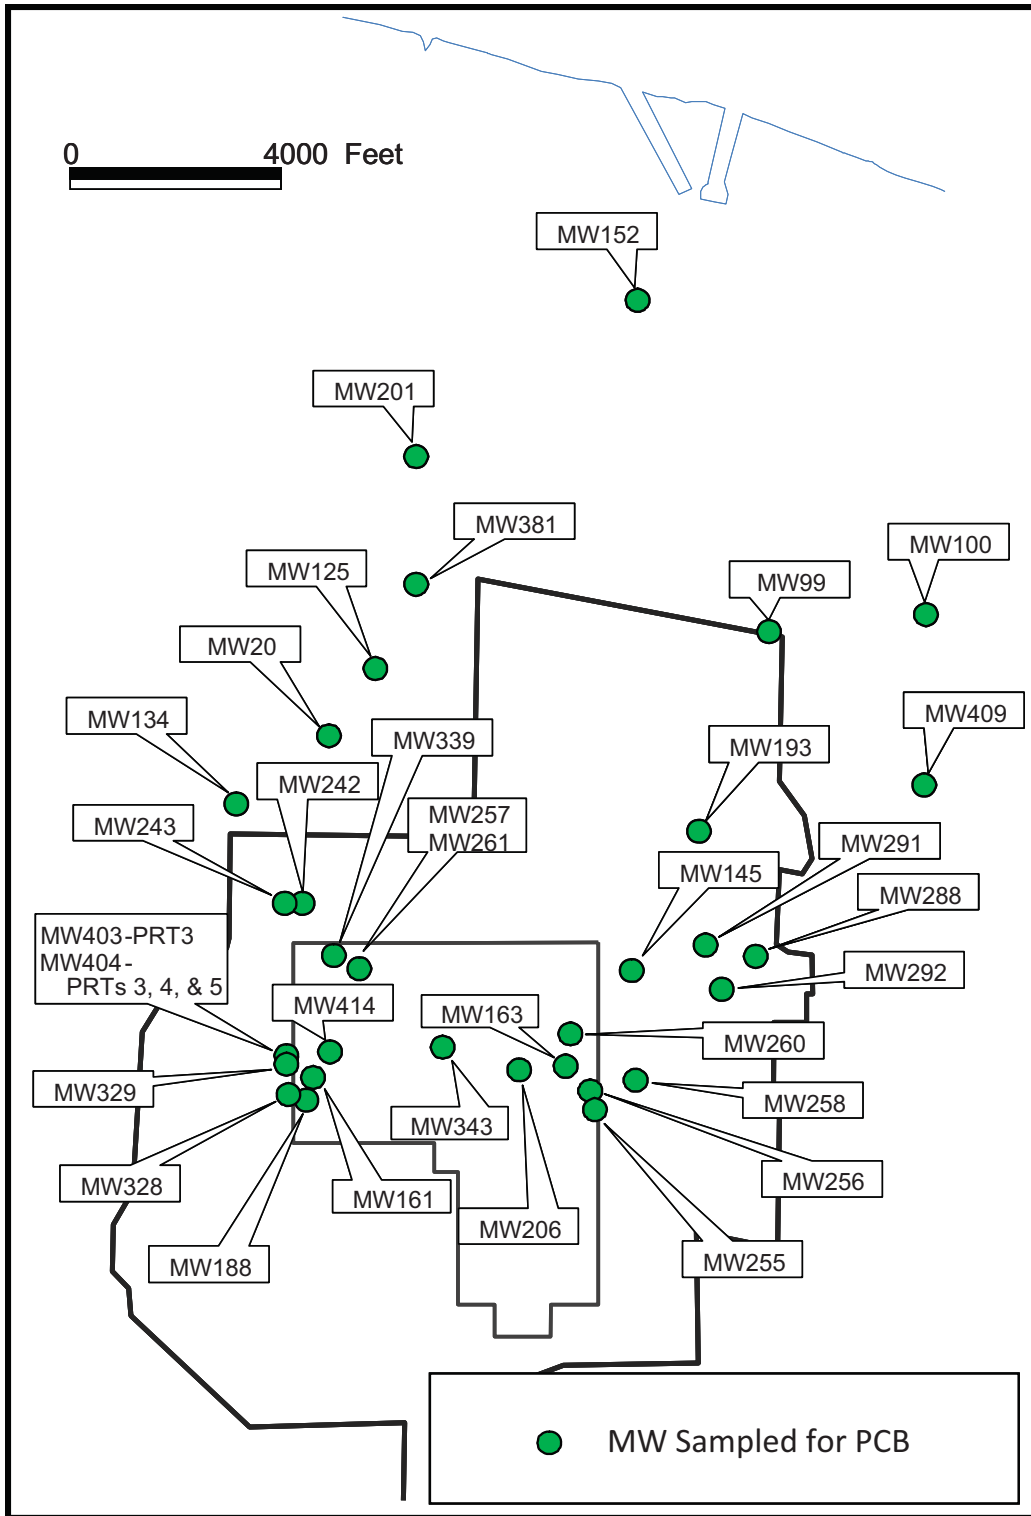 0 4000 Feet
MW152
MW201
MW381
MW100
MW125
MW99
MW20
MW134
MW409
MW339
MW193
MW242
MW257
MW261
MW243
MW291
MW145
MW288
MW403-PRT3
MW404-
PRTs 3, 4, & 5
MW292
MW414
MW163
MW260
MW329
MW258
MW343
MW256
MW328
MW161
MW206
MW255
MW188
MW Sampled for PCB